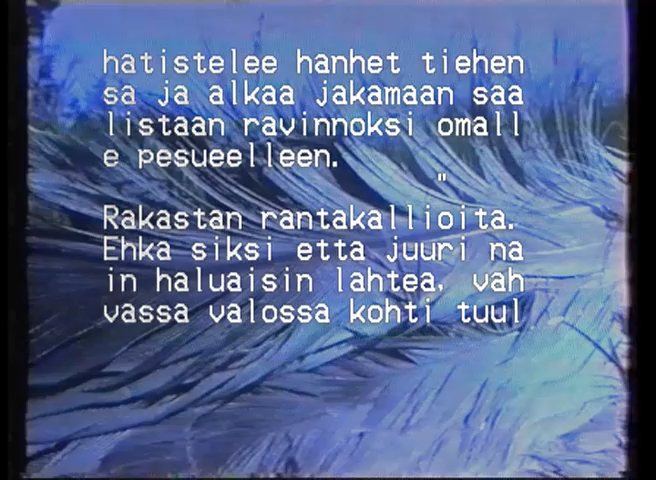 hatistelee hanhet tiehen
sa ja alkaa jakamaan saa
listaan ravinnoksi omall
e pesueelleen.
"
Rakastan rantakallioita.
Ehka siksi etta juuri na
in haluaisin lahtea, vah
vassa valossa kohti tuul